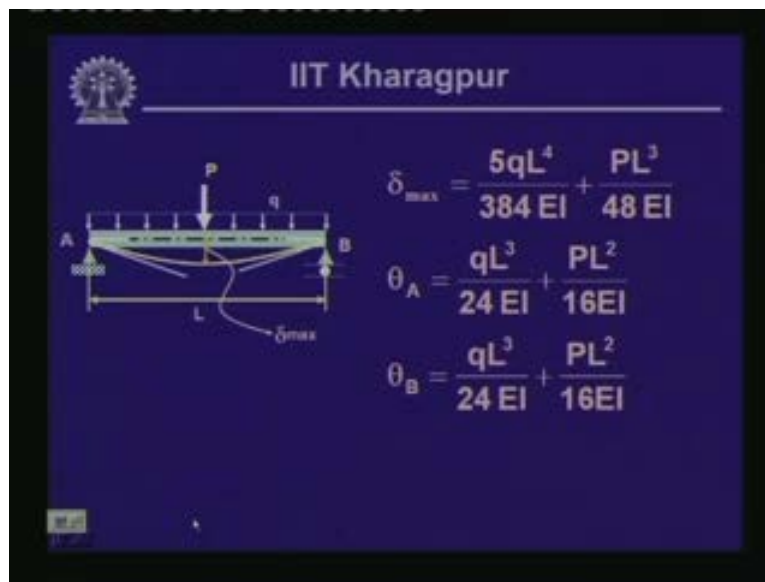 IIT Kharagpur
P
q
A
B
L
δmax
δmax = 5qL⁴/384 EI + PL³/48 EI
θA = qL³/24 EI + PL²/16EI
θB = qL³/24 EI + PL²/16EI